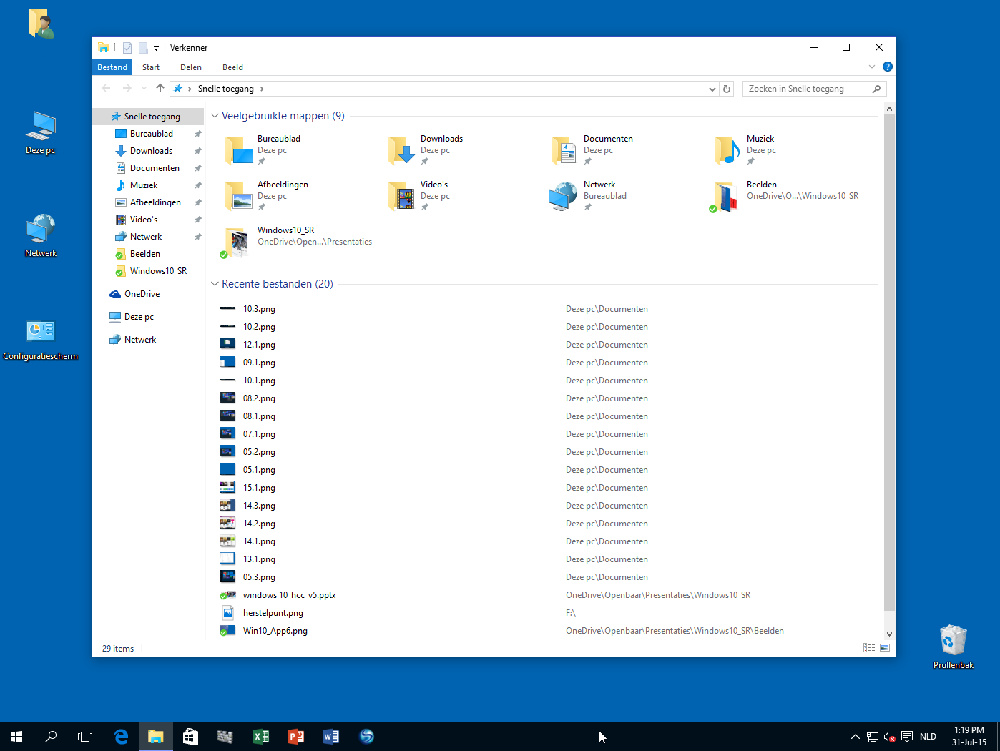 Verkenner
Bestand Start Delen Beeld
Snelle toegang
Zoeken in Snelle toegang
Snelle toegang
Bureaublad
Downloads
Documenten
Muziek
Afbeeldingen
Video's
Netwerk
Beelden
Windows10_SR
OneDrive
Deze pc
Netwerk
Veelgebruikte mappen (9)
Bureaublad
Deze pc
Downloads
Deze pc
Documenten
Deze pc
Muziek
Deze pc
Afbeeldingen
Deze pc
Video's
Deze pc
Netwerk
Bureaublad
Beelden
OneDrive\O...\Windows10_SR
Windows10_SR
OneDrive\Open...\Presentaties
Recente bestanden (20)
10.3.png Deze pc\Documenten
10.2.png Deze pc\Documenten
12.1.png Deze pc\Documenten
09.1.png Deze pc\Documenten
10.1.png Deze pc\Documenten
08.2.png Deze pc\Documenten
08.1.png Deze pc\Documenten
07.1.png Deze pc\Documenten
05.2.png Deze pc\Documenten
05.1.png Deze pc\Documenten
15.1.png Deze pc\Documenten
14.3.png Deze pc\Documenten
14.2.png Deze pc\Documenten
14.1.png Deze pc\Documenten
13.1.png Deze pc\Documenten
05.3.png Deze pc\Documenten
windows 10_hcc_v5.pptx OneDrive\Openbaar\Presentaties\Windows10_SR
herstelpunt.png F:\
Win10_App6.png OneDrive\Openbaar\Presentaties\Windows10_SR\Beelden
29 items
Deze pc
Netwerk
Configuratiescherm
Prullenbak
NLD
1:19 PM
31-Jul-15